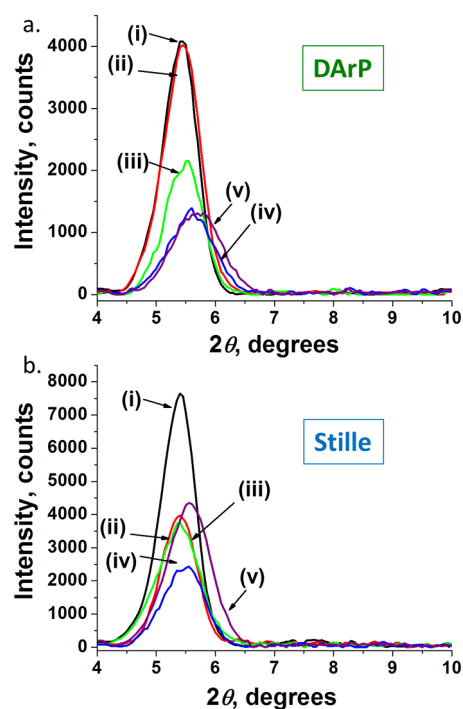 a.
DArP
(i)
(ii)
(iii)
(v)
(iv)
Intensity, counts
4000
3000
2000
1000
0
4 5 6 7 8 9 10
2θ, degrees
b.
Stille
(i)
(ii)
(iii)
(iv)
(v)
Intensity, counts
8000
7000
6000
5000
4000
3000
2000
1000
0
4 5 6 7 8 9 10
2θ, degrees